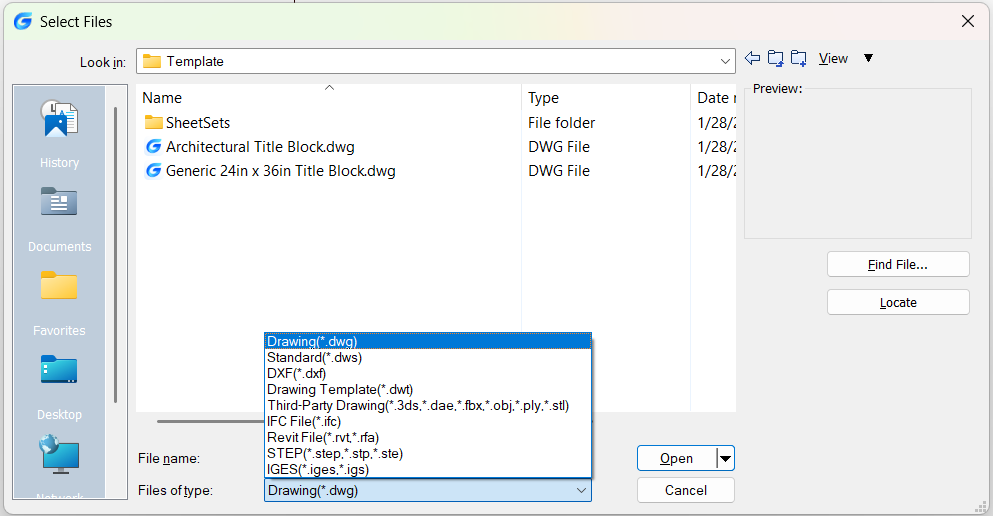 Select Files
Look in: Template View
Name Type Date
Preview:
SheetSets File folder 1/28/2
Architectural Title Block.dwg DWG File 1/28/2
Generic 24in x 36in Title Block.dwg DWG File 1/28/2
History
Documents
Favorites
Desktop
Network
Find File...
Locate
Drawing(*.dwg)
Standard(*.dws)
DXF(*.dxf)
Drawing Template(*.dwt)
Third-Party Drawing(*.3ds,*.dae,*.fbx,*.obj,*.ply,*.stl)
IFC File(*.ifc)
Revit File(*.rvt,*.rfa)
STEP(*.step,*.stp,*.ste)
IGES(*.iges,*.igs)
File name: Open
Files of type: Drawing(*.dwg) Cancel